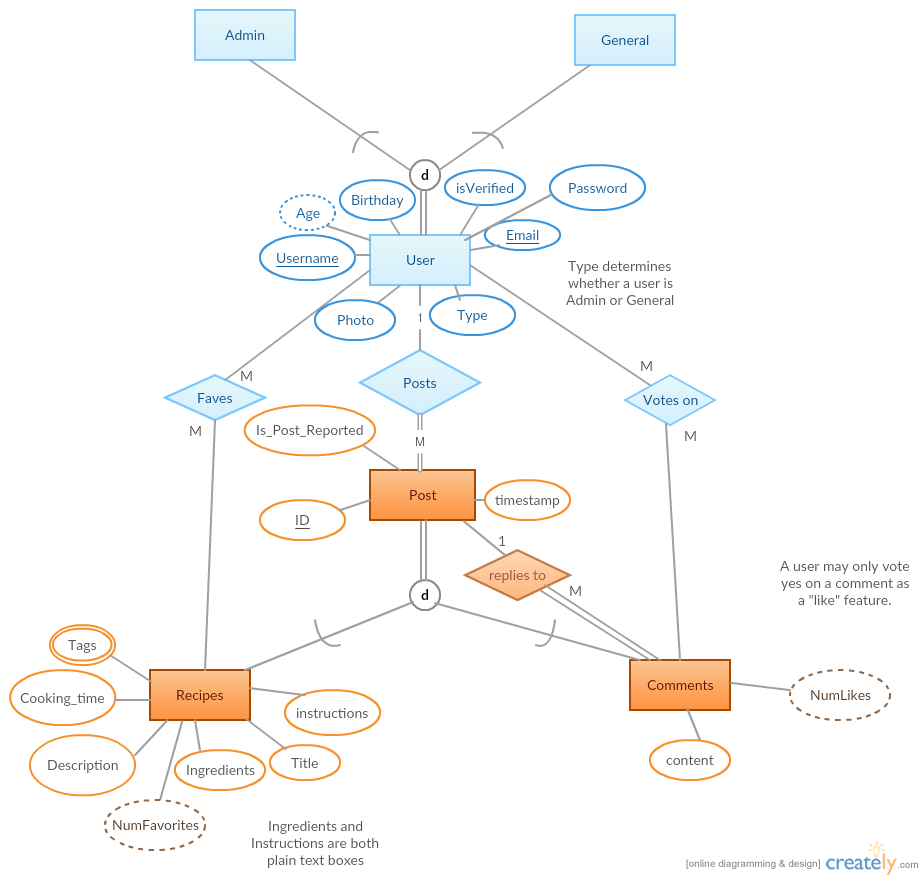 Admin
General
d
Birthday
isVerified
Password
Age
Username
User
Email
Type determines
whether a user is
Admin or General
Photo
1
Type
M
M
Faves
Posts
Votes on
M
M
M
Is_Post_Reported
Post
timestamp
ID
1
replies to
M
A user may only vote
yes on a comment as
a "like" feature.
d
Tags
Cooking_time
Recipes
instructions
Comments
NumLikes
Description
Ingredients
Title
content
NumFavorites
Ingredients and
Instructions are both
plain text boxes
[online diagramming & design] creately.com